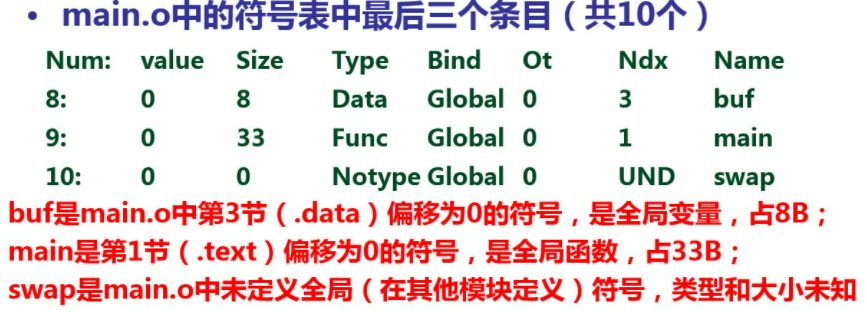 • main.o中的符号表中最后三个条目（共10个）
Num: value Size Type Bind Ot Ndx Name
8: 0 8 Data Global 0 3 buf
9: 0 33 Func Global 0 1 main
10: 0 0 Notype Global 0 UND swap
buf是main.o中第3节（.data）偏移为0的符号，是全局变量，占8B；
main是第1节（.text）偏移为0的符号，是全局函数，占33B；
swap是main.o中未定义全局（在其他模块定义）符号，类型和大小未知